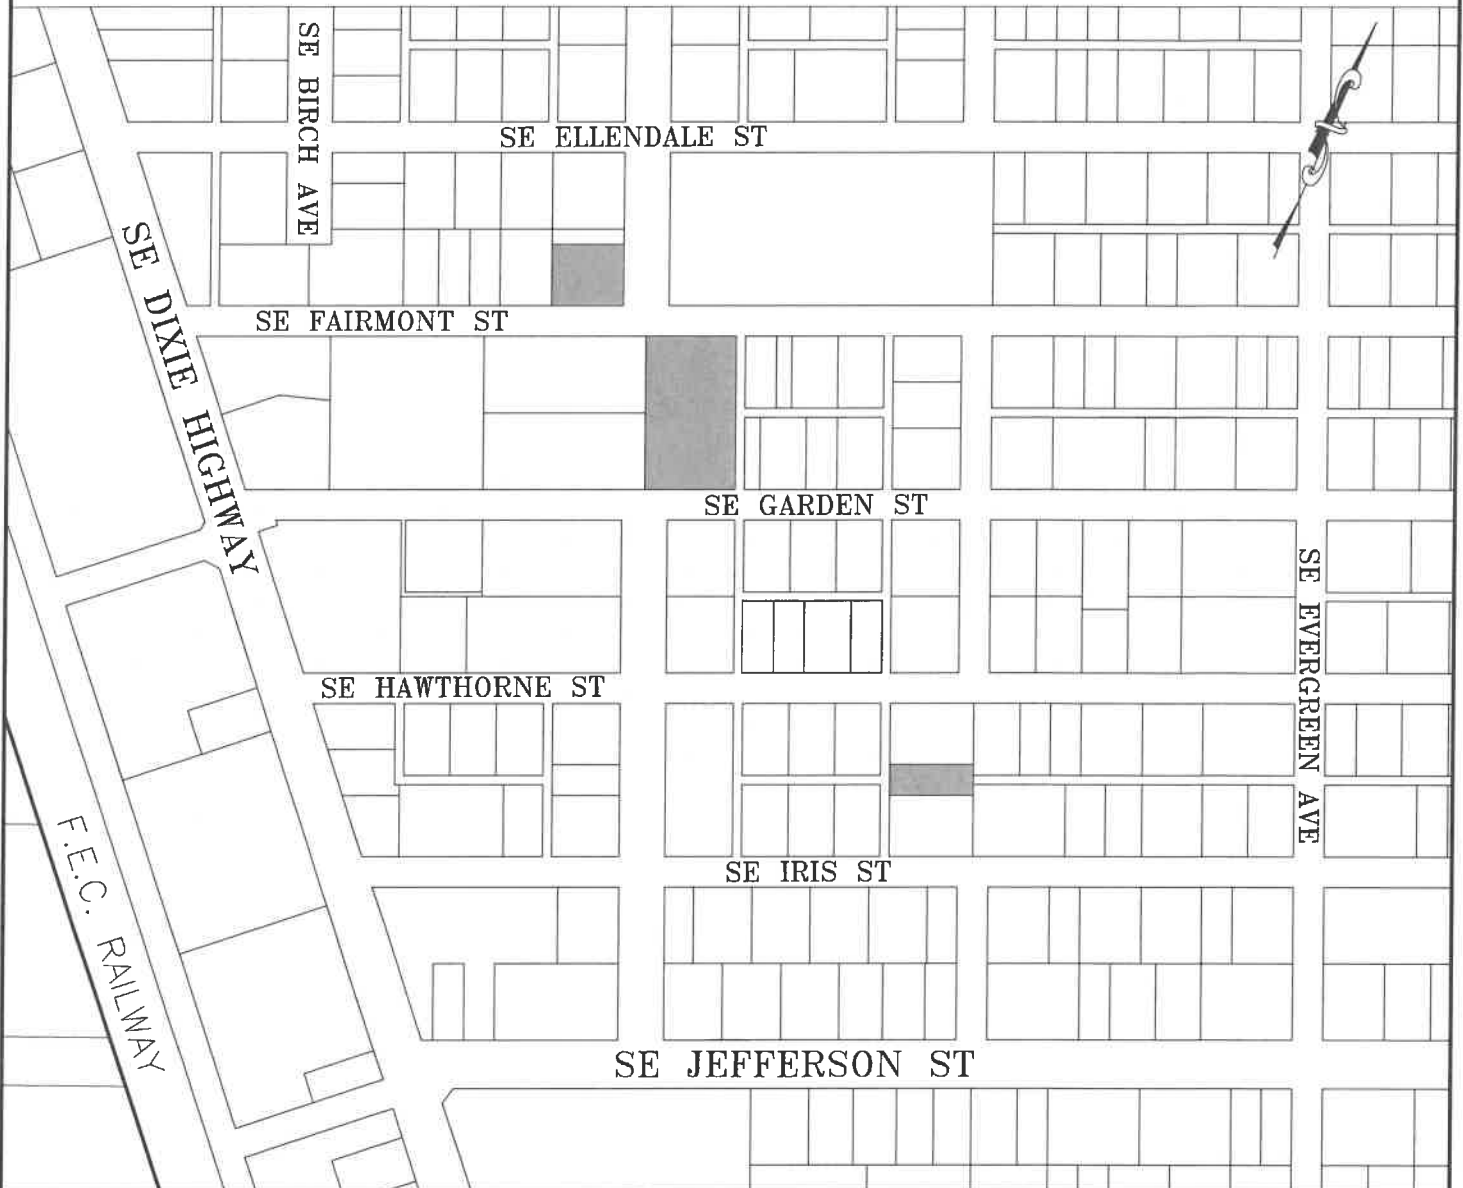 SE BIRCH AVE
SE ELLENDALE ST
SE DIXIE HIGHWAY
SE FAIRMONT ST
SE GARDEN ST
SE EVERGREEN AVE
SE HAWTHORNE ST
F.E.C. RAILWAY
SE IRIS ST
SE JEFFERSON ST